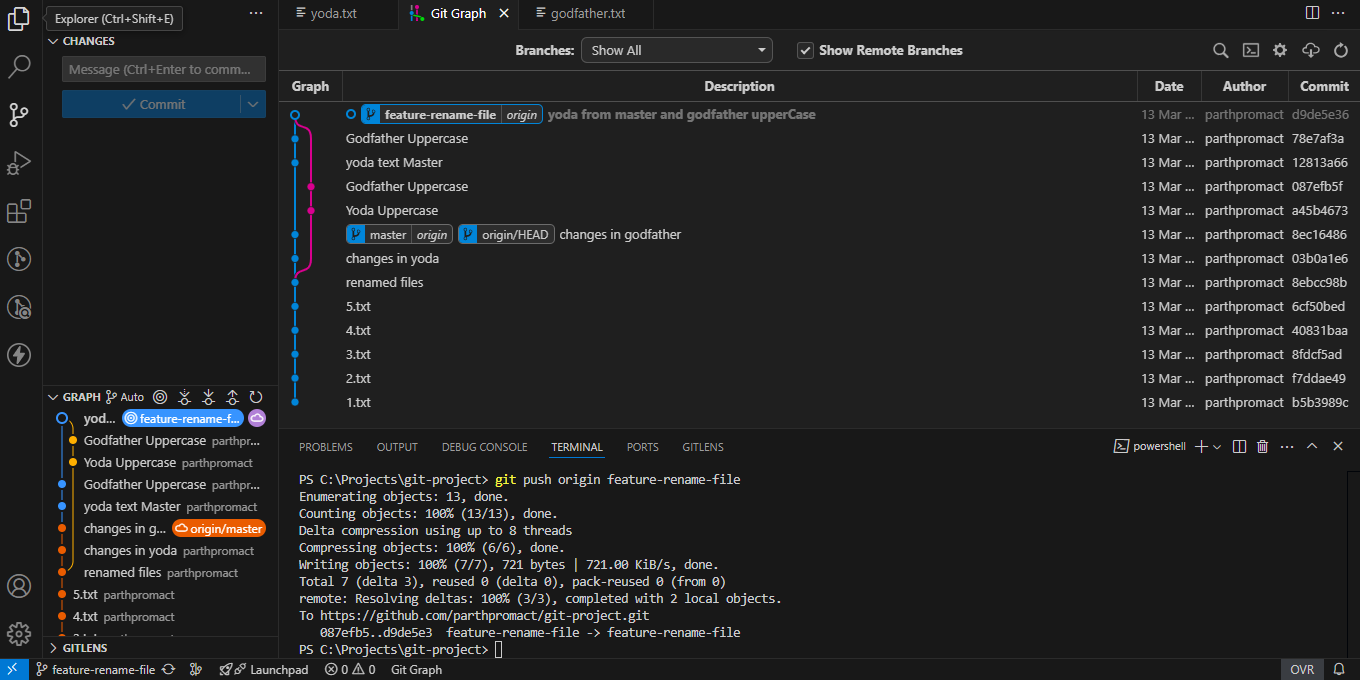 Explorer (Ctrl+Shift+E)
CHANGES
Message (Ctrl+Enter to comm...
Commit
yoda.txt
Git Graph
godfather.txt
Branches: Show All Show Remote Branches
Graph Description Date Author Commit
feature-rename-file origin yoda from master and godfather upperCase 13 Mar ... parthpromact d9de5e36
Godfather Uppercase 13 Mar ... parthpromact 78e7af3a
yoda text Master 13 Mar ... parthpromact 12813a66
Godfather Uppercase 13 Mar ... parthpromact 087efb5f
Yoda Uppercase 13 Mar ... parthpromact a45b4673
master origin origin/HEAD changes in godfather 13 Mar ... parthpromact 8ec16486
changes in yoda 13 Mar ... parthpromact 03b0a1e6
renamed files 13 Mar ... parthpromact 8ebcc98b
5.txt 13 Mar ... parthpromact 6cf50bed
4.txt 13 Mar ... parthpromact 40831baa
3.txt 13 Mar ... parthpromact 8fdcf5ad
2.txt 13 Mar ... parthpromact f7ddae49
1.txt 13 Mar ... parthpromact b5b3989c
GRAPH Auto
yod... feature-rename-f...
Godfather Uppercase parthpr...
Yoda Uppercase parthpromact
Godfather Uppercase parthpr...
yoda text Master parthpromact
changes in g... origin/master
changes in yoda parthpromact
renamed files parthpromact
5.txt parthpromact
4.txt parthpromact
GITLENS
PROBLEMS OUTPUT DEBUG CONSOLE TERMINAL PORTS GITLENS
powershell
PS C:\Projects\git-project> git push origin feature-rename-file
Enumerating objects: 13, done.
Counting objects: 100% (13/13), done.
Delta compression using up to 8 threads
Compressing objects: 100% (6/6), done.
Writing objects: 100% (7/7), 721 bytes | 721.00 KiB/s, done.
Total 7 (delta 3), reused 0 (delta 0), pack-reused 0 (from 0)
remote: Resolving deltas: 100% (3/3), completed with 2 local objects.
To https://github.com/parthpromact/git-project.git
087efb5..d9de5e3 feature-rename-file -> feature-rename-file
PS C:\Projects\git-project>
feature-rename-file Launchpad 0 0 Git Graph OVR